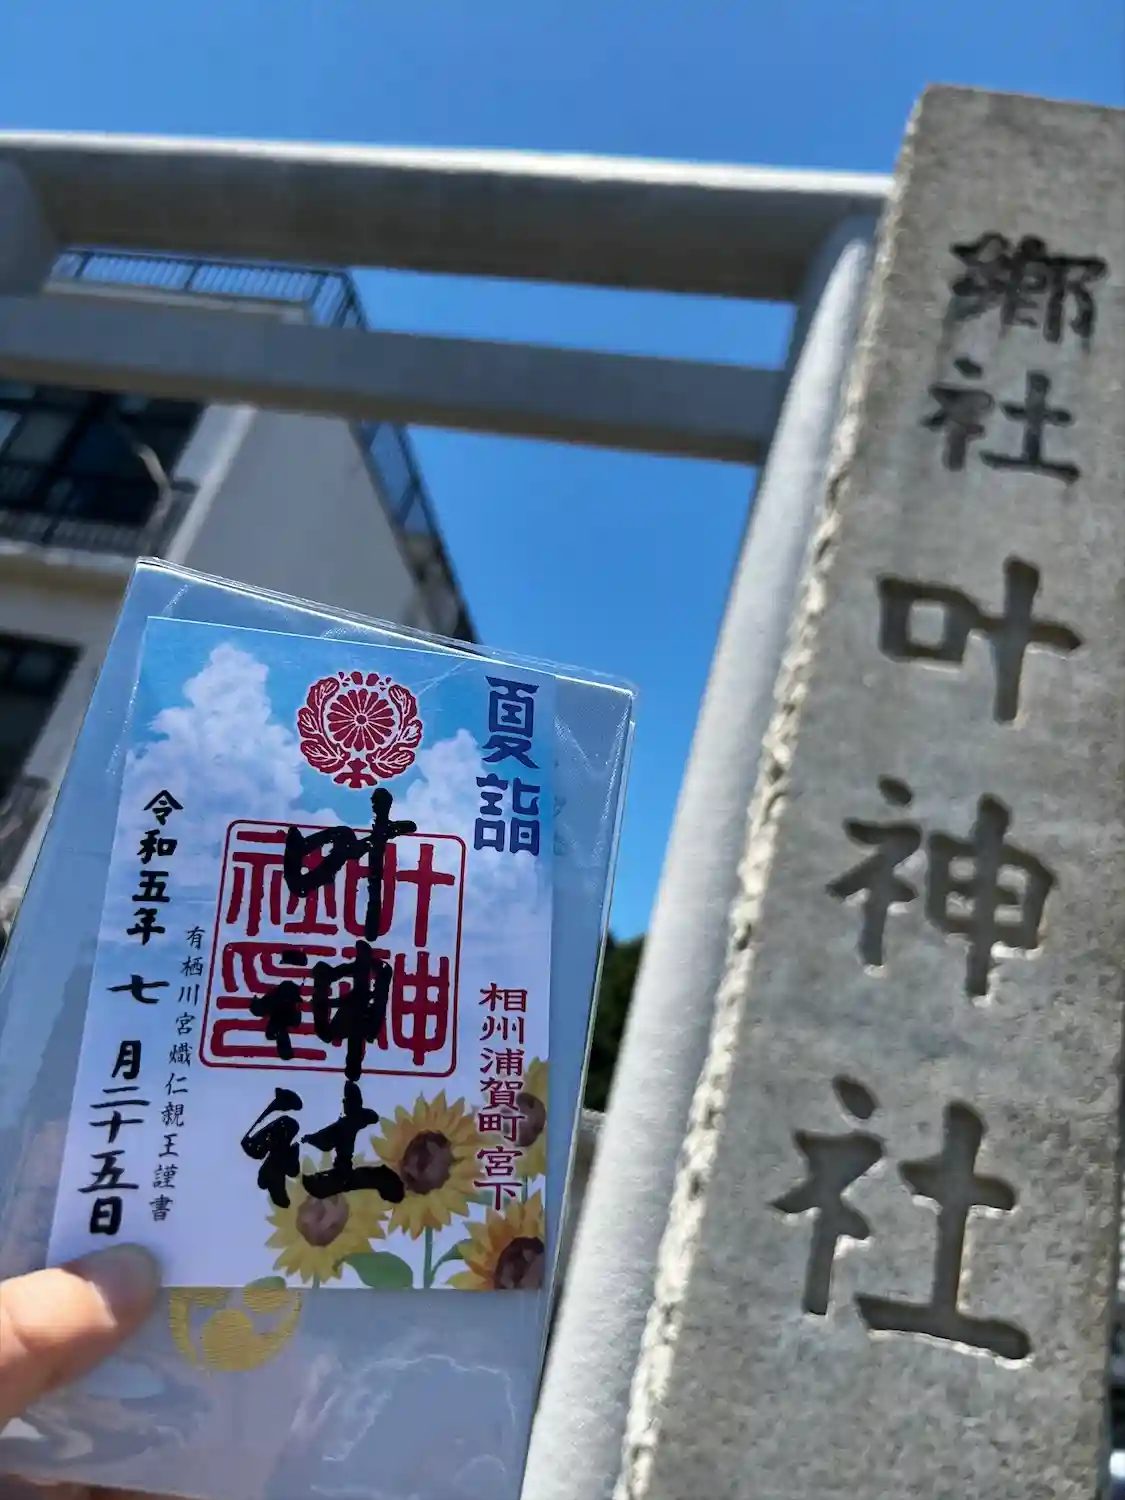 郷社叶神社
夏詣
相州浦賀町宮下
叶神社
叶神
社印
有栖川宮熾仁親王謹書
令和五年 七月二十五日